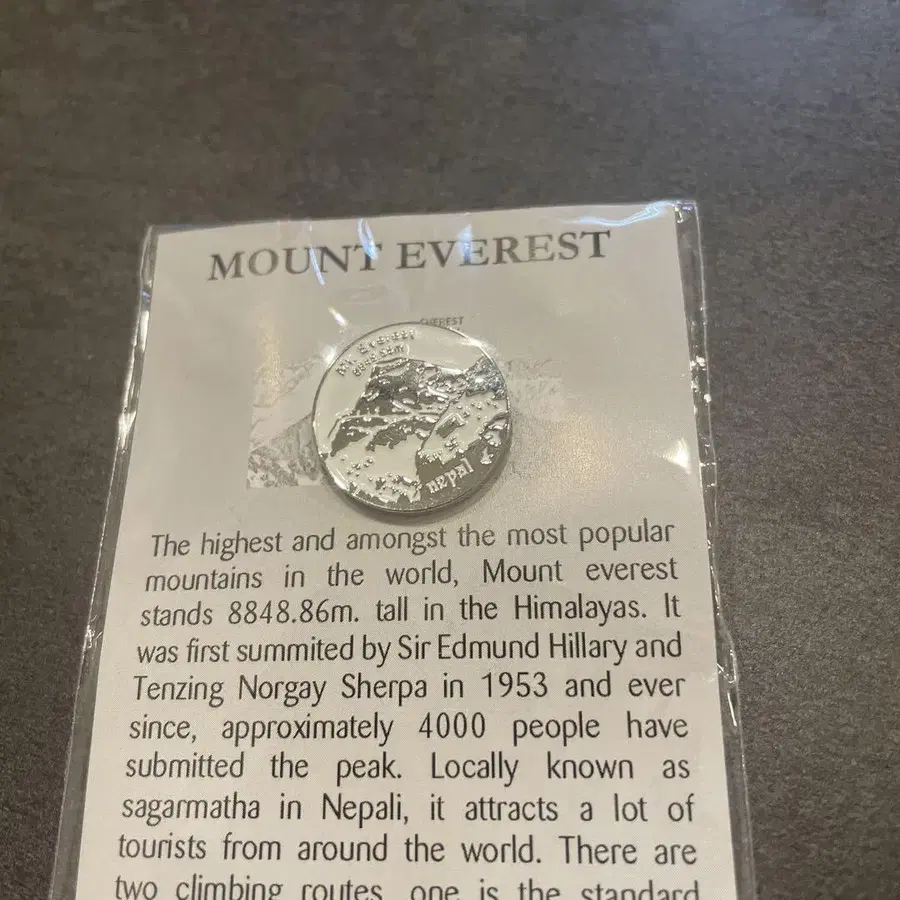 MOUNT EVEREST
EVEREST
Mt. Everest
nepal
The highest and amongst the most popular
mountains in the world, Mount everest
stands 8848.86m. tall in the Himalayas. It
was first summited by Sir Edmund Hillary and
Tenzing Norgay Sherpa in 1953 and ever
since, approximately 4000 people have
submitted the peak. Locally known as
sagarmatha in Nepali, it attracts a lot of
tourists from around the world. There are
two climbing routes, one is the standard